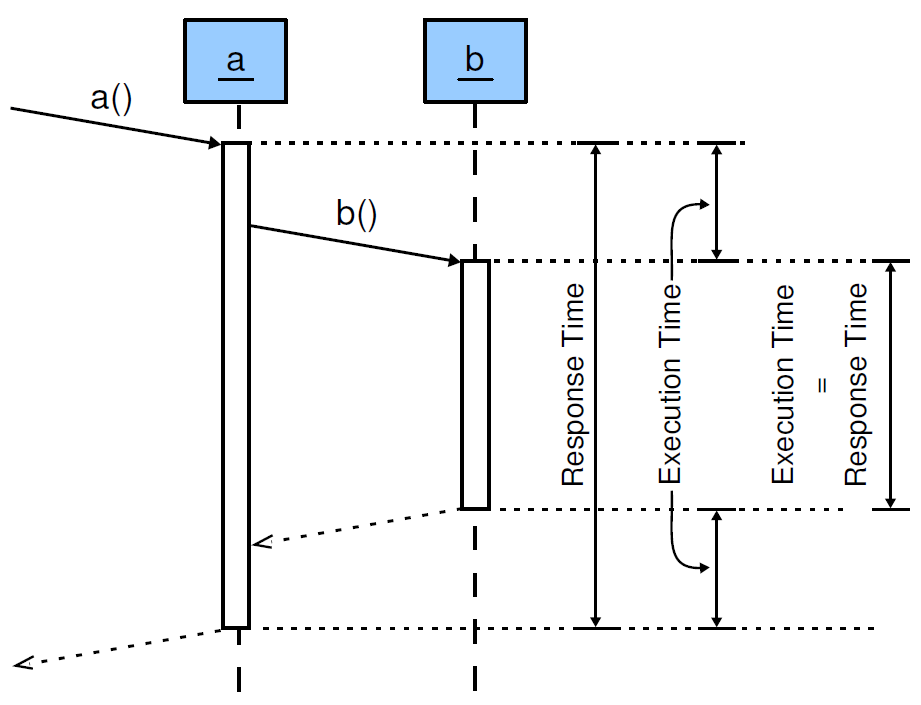 a
b
a()
b()
Response Time
Execution Time
Execution Time
=
Response Time